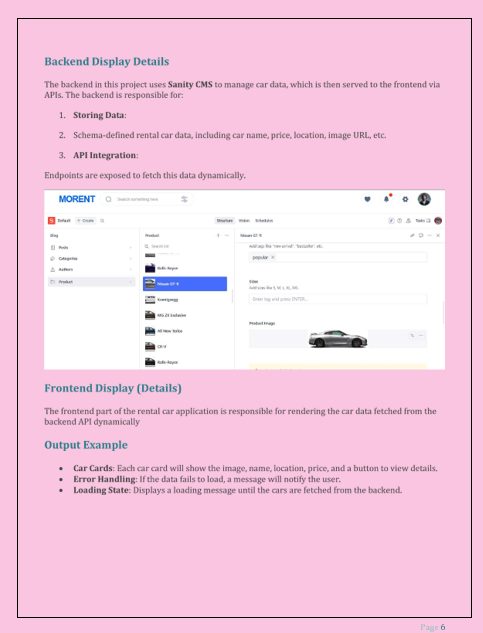 Backend Display Details
The backend in this project uses Sanity CMS to manage car data, which is then served to the frontend via
APIs. The backend is responsible for:
1. Storing Data:
2. Schema-defined rental car data, including car name, price, location, image URL, etc.
3. API Integration:
Endpoints are exposed to fetch this data dynamically.
MORENT
Search something here
Default + Create
Structure Vision Schedules
Tasks
Blog
Product
Nissan GT-R
Posts
Categories
Authors
Product
Search list
Rolls-Royce
Nissan GT-R
Koenigsegg
MG ZX Exclusive
All New Terios
CR-V
Rolls-Royce
Add tags like "new arrival", "bestseller", etc.
popular ×
Sizes
Add sizes like S, M, L, XL, XXL
Enter tag and press ENTER...
Product Image
Frontend Display (Details)
The frontend part of the rental car application is responsible for rendering the car data fetched from the
backend API dynamically
Output Example
• Car Cards: Each car card will show the image, name, location, price, and a button to view details.
• Error Handling: If the data fails to load, a message will notify the user.
• Loading State: Displays a loading message until the cars are fetched from the backend.
Page 6